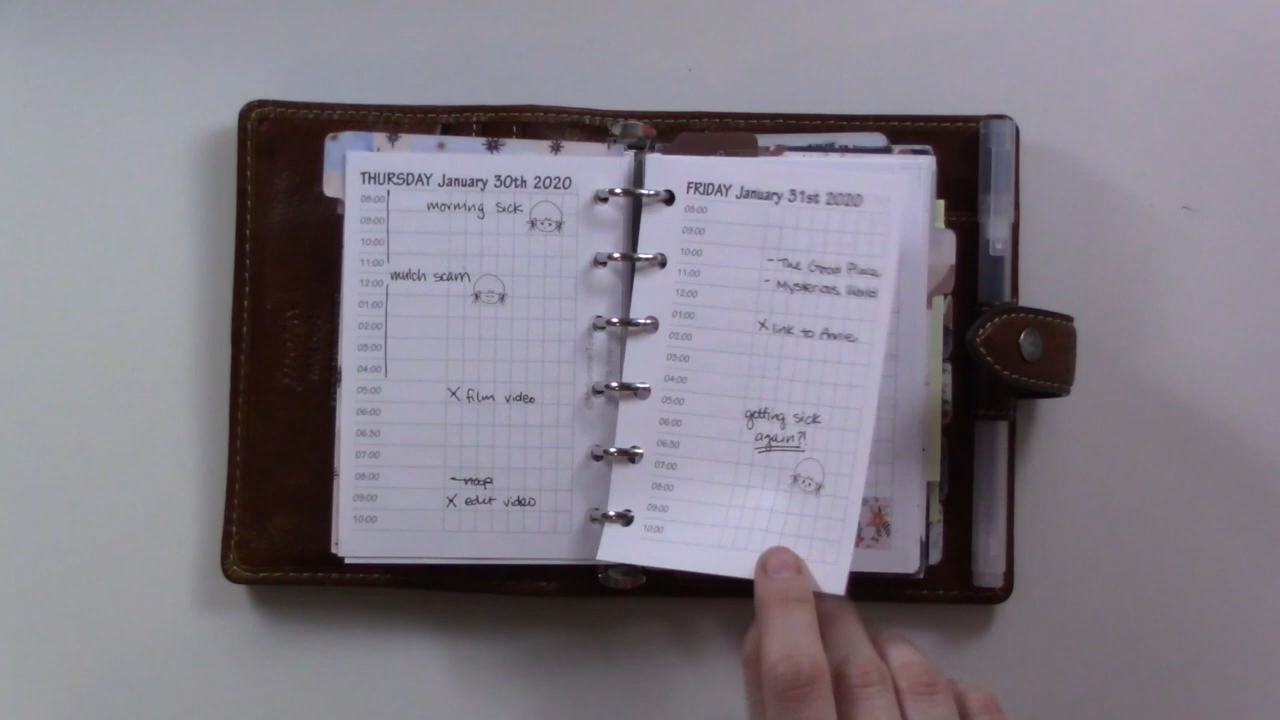 THURSDAY January 30th 2020
08:00
morning sick
09:00
10:00
11:00
mulch scam
12:00
01:00
02:00
03:00
04:00
05:00
X film video
06:00
06:30
07:00
08:00
- nap
09:00
X edit video
10:00
FRIDAY January 31st 2020
08:00
09:00
10:00
- The Good Place
11:00
- Mysterious World
12:00
01:00
X link to Annie
02:00
03:00
04:00
05:00
getting sick
06:00
again?!
06:30
07:00
08:00
09:00
10:00